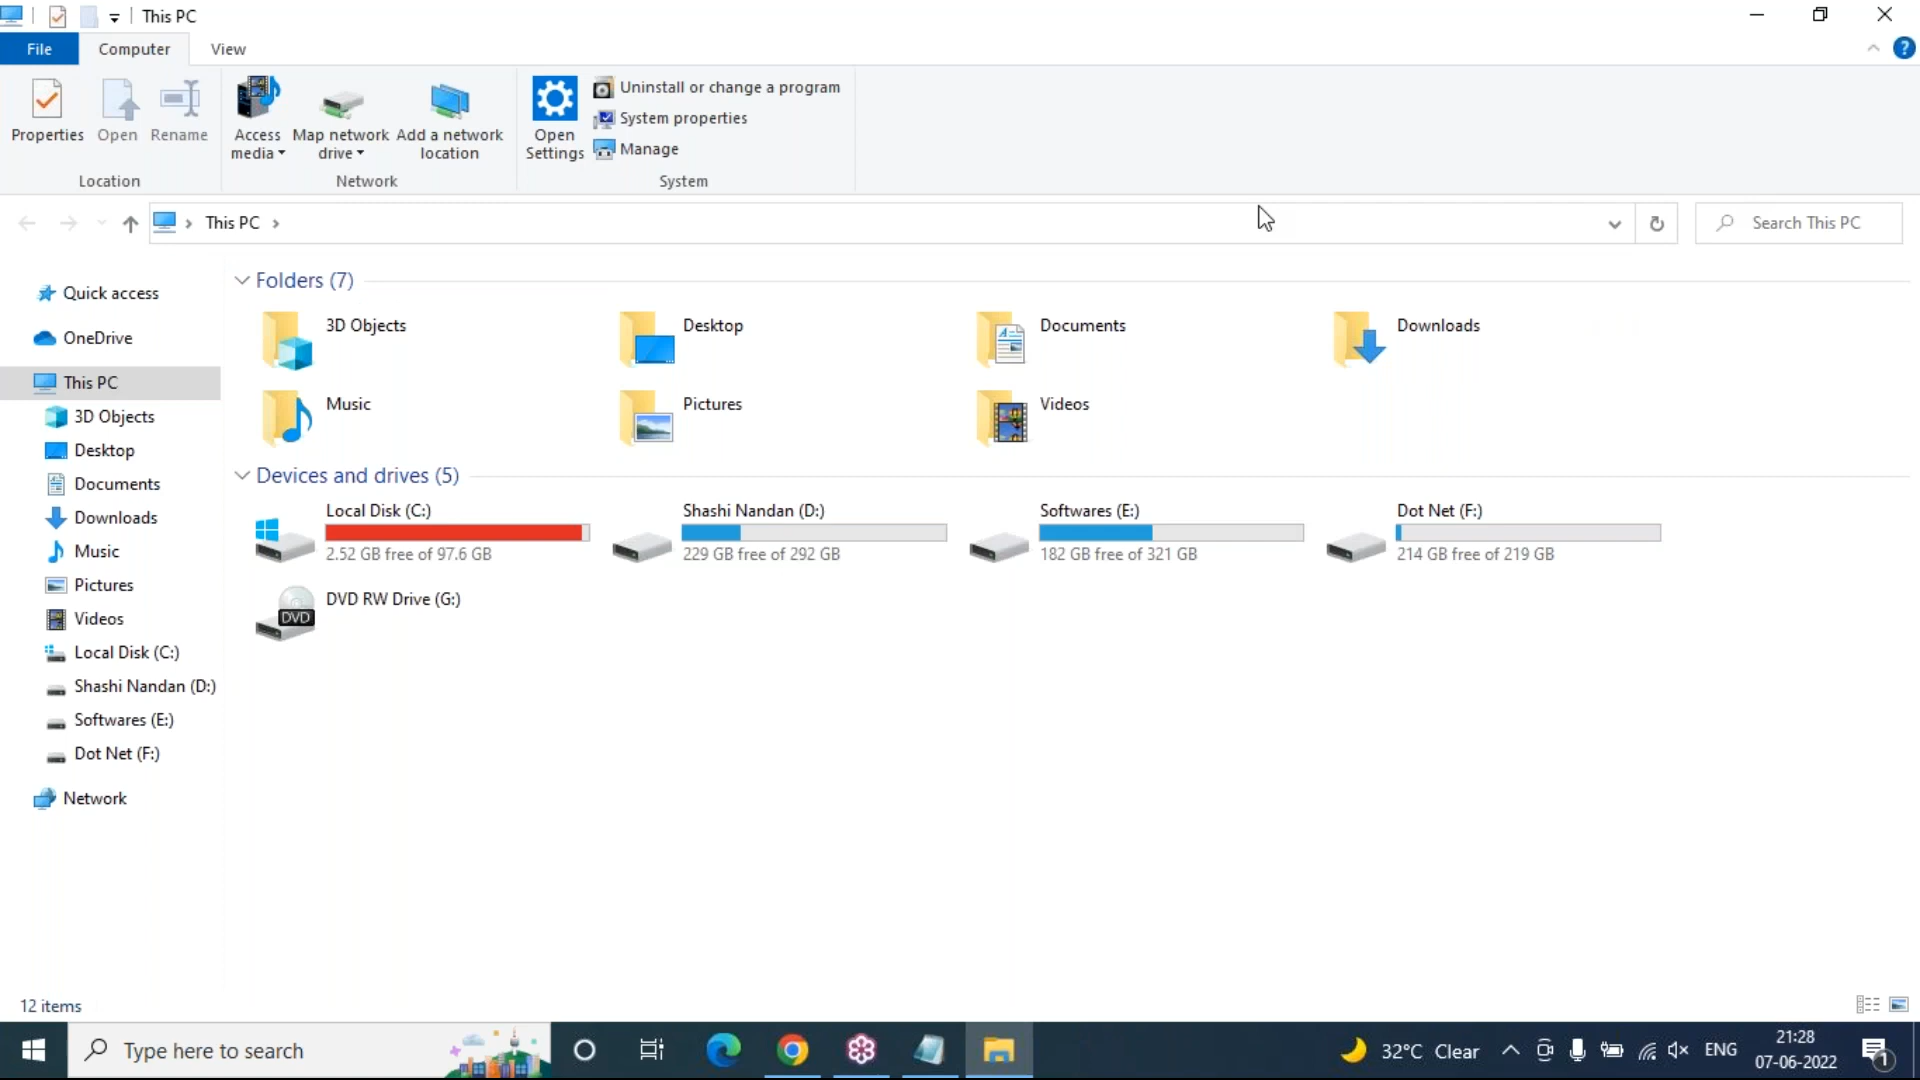 This PC
File
Computer
View
Properties
Open
Rename
Access media
Map network drive
Add a network location
Open Settings
Uninstall or change a program
System properties
Manage
Location
Network
System
This PC
Search This PC
Quick access
OneDrive
This PC
3D Objects
Desktop
Documents
Downloads
Music
Pictures
Videos
Local Disk (C:)
Shashi Nandan (D:)
Softwares (E:)
Dot Net (F:)
Network
Folders (7)
3D Objects
Desktop
Documents
Downloads
Music
Pictures
Videos
Devices and drives (5)
Local Disk (C:)
2.52 GB free of 97.6 GB
Shashi Nandan (D:)
229 GB free of 292 GB
Softwares (E:)
182 GB free of 321 GB
Dot Net (F:)
214 GB free of 219 GB
DVD
DVD RW Drive (G:)
12 items
Type here to search
32°C Clear
ENG
21:28
07-06-2022
1